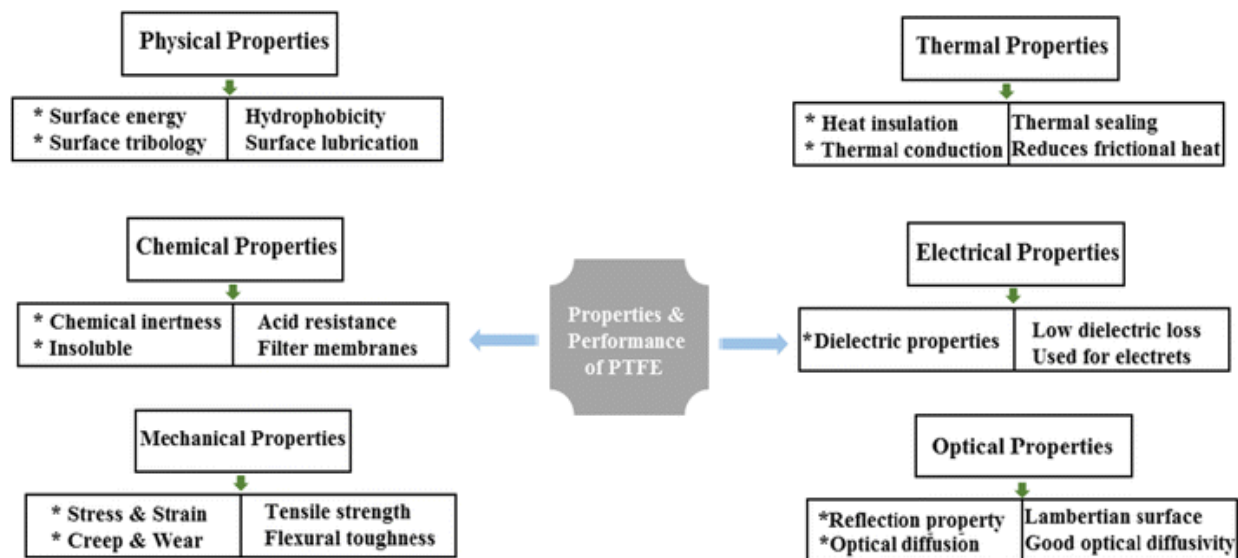 Physical Properties
* Surface energy
* Surface tribology
Hydrophobicity
Surface lubrication
Chemical Properties
* Chemical inertness
* Insoluble
Acid resistance
Filter membranes
Mechanical Properties
* Stress & Strain
* Creep & Wear
Tensile strength
Flexural toughness
Properties &
Performance
of PTFE
Thermal Properties
* Heat insulation
* Thermal conduction
Thermal sealing
Reduces frictional heat
Electrical Properties
*Dielectric properties
Low dielectric loss
Used for electrets
Optical Properties
*Reflection property
*Optical diffusion
Lambertian surface
Good optical diffusivity